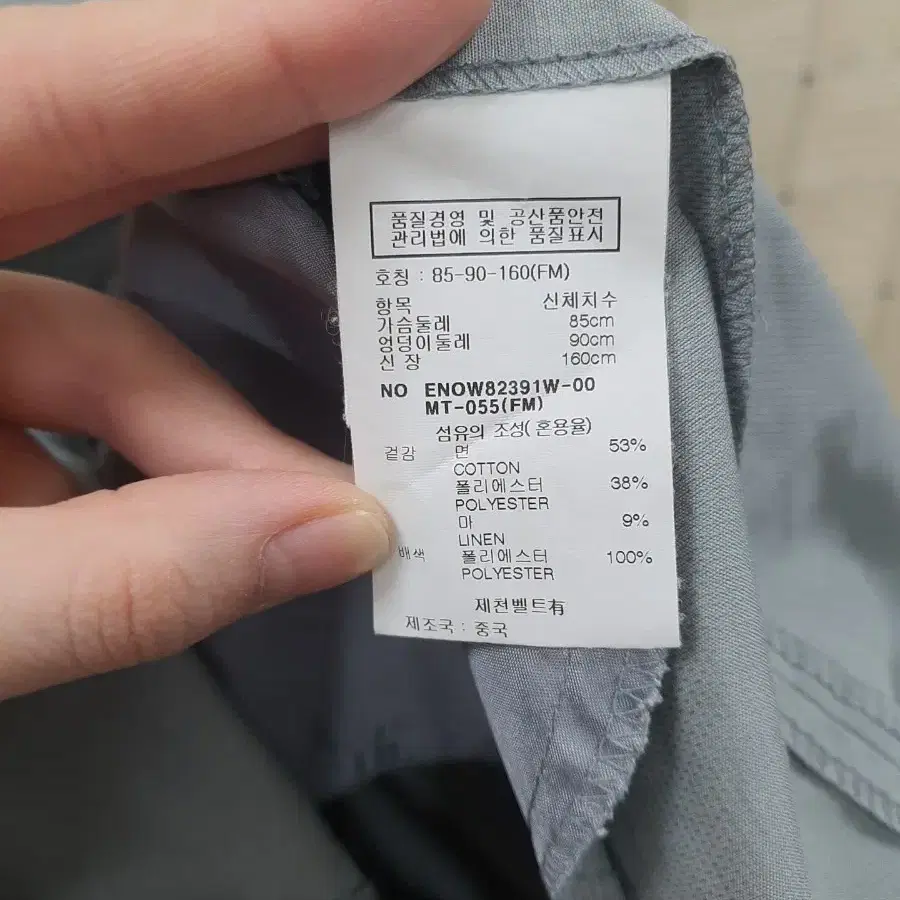 품질경영 및 공산품안전
관리법에 의한 품질표시
호칭 : 85-90-160(FM)
항목 신체치수
가슴둘레 85cm
엉덩이둘레 90cm
신 장 160cm
NO ENOW82391W-00
MT-055(FM)
섬유의 조성( 혼용율)
겉감 면 53%
COTTON
폴리에스터 38%
POLYESTER
마 9%
LINEN
배색 폴리에스터 100%
POLYESTER
제천벨트有
제조국 : 중국